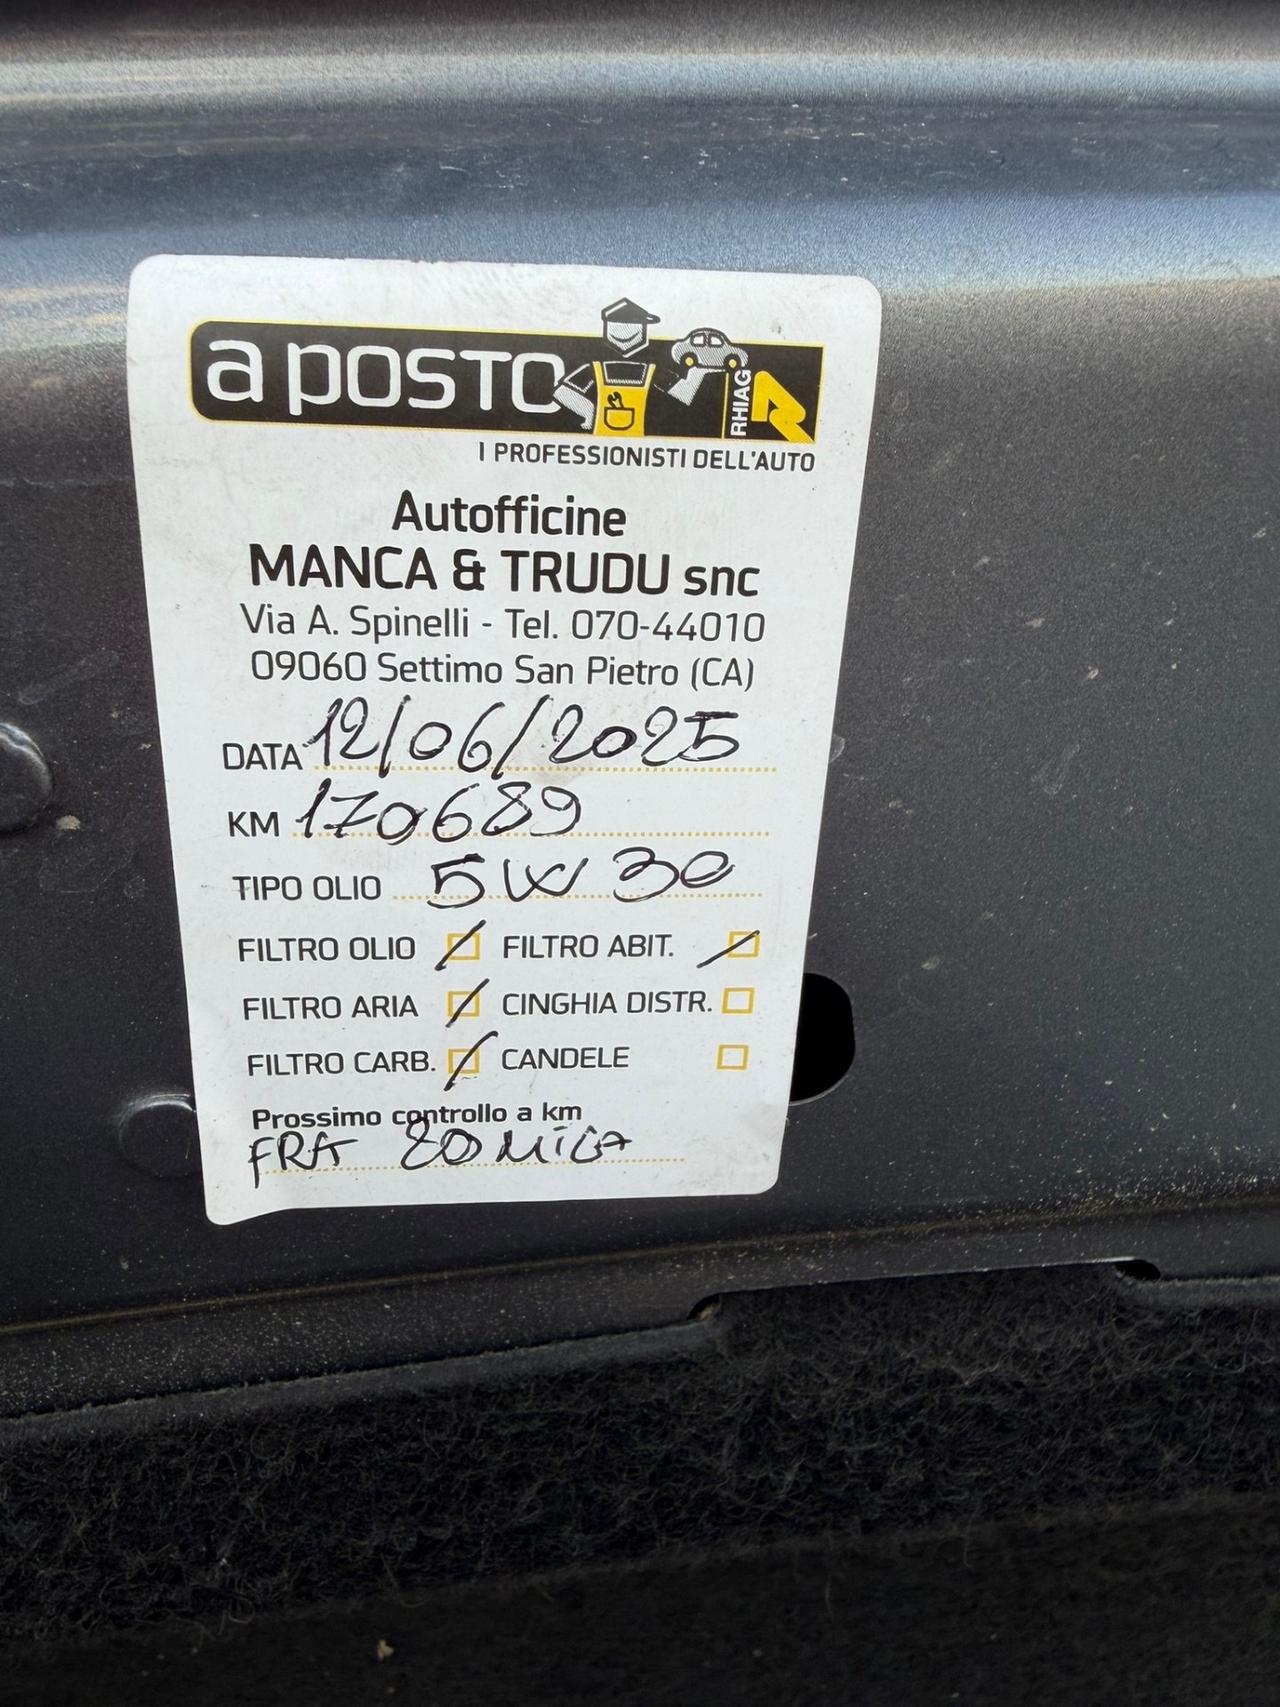 a posto
RHIAG
I PROFESSIONISTI DELL'AUTO
Autofficine
MANCA & TRUDU snc
Via A. Spinelli - Tel. 070-44010
09060 Settimo San Pietro (CA)
DATA 12/06/2025
KM 170689
TIPO OLIO 5W30
FILTRO OLIO FILTRO ABIT.
FILTRO ARIA CINGHIA DISTR.
FILTRO CARB. CANDELE
Prossimo controllo a km
FRA 20 MILA